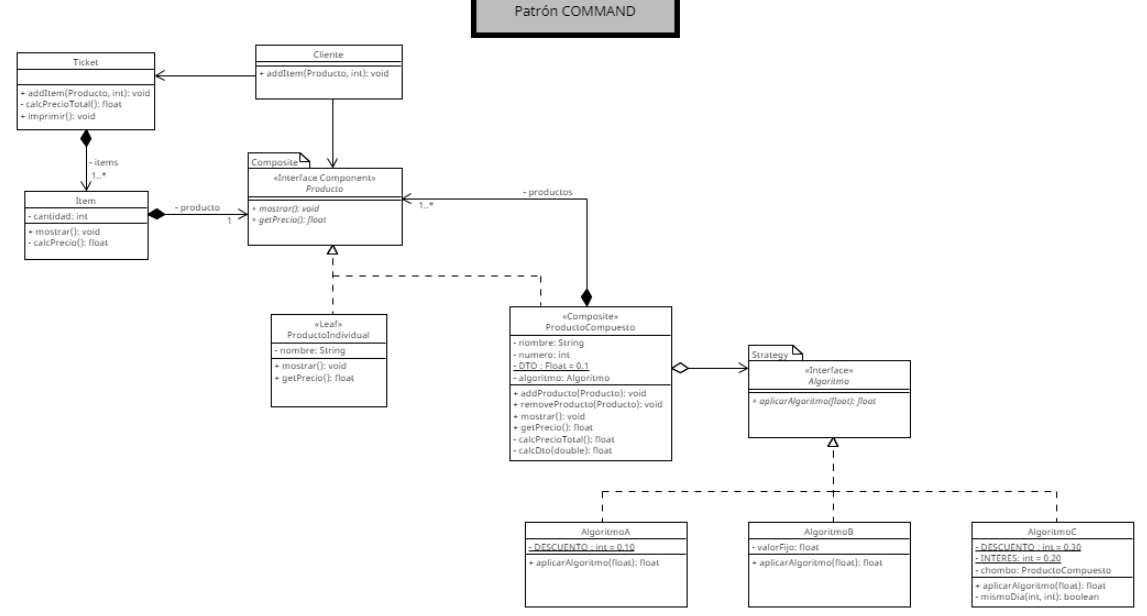 Patrón COMMAND
Ticket
+ addItem(Producto, int): void
- calcPrecioTotal(): float
+ imprimir(): void
Cliente
+ addItem(Producto, int): void
- items
1..*
Item
- cantidad: int
+ mostrar(): void
- calcPrecio(): float
- producto
1
Composite
«Interface Component»
Producto
+ mostrar(): void
+ getPrecio(): float
- productos
1..*
«Leaf»
ProductoIndividual
- nombre: String
+ mostrar(): void
+ getPrecio(): float
«Composite»
ProductoCompuesto
- nombre: String
- numero: int
- DTO : Float = 0.1
- algoritmo: Algoritmo
+ addProducto(Producto): void
+ removeProducto(Producto): void
+ mostrar(): void
+ getPrecio(): float
- calcPrecioTotal(): float
- calcDto(double): float
Strategy
«Interface»
Algoritmo
+ aplicarAlgoritmo(float): float
AlgoritmoA
- DESCUENTO : int = 0.10
+ aplicarAlgoritmo(float): float
AlgoritmoB
- valorFijo: float
+ aplicarAlgoritmo(float): float
AlgoritmoC
- DESCUENTO : int = 0.30
- INTERES: int = 0.20
- chombo: ProductoCompuesto
+ aplicarAlgoritmo(float): float
- mismoDia(int, int): boolean